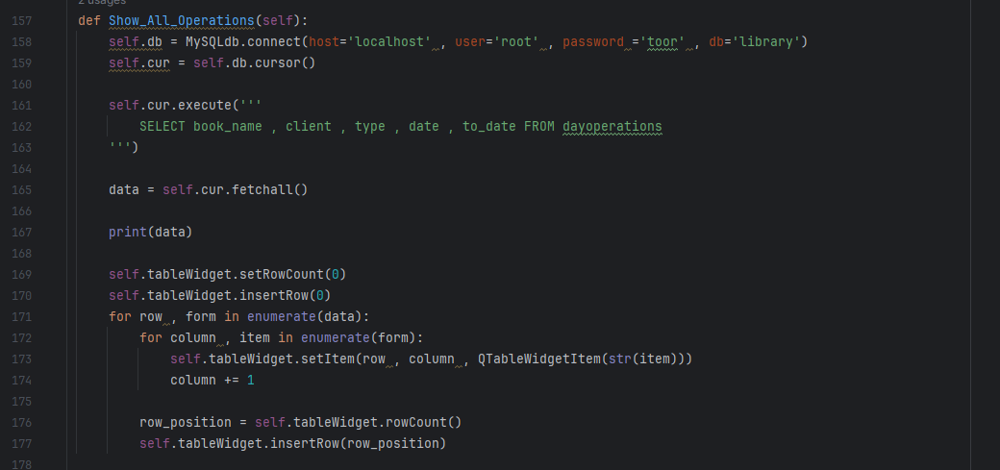 2 usages
157 def Show_All_Operations(self):
158     self.db = MySQLdb.connect(host='localhost' , user='root' , password ='toor' , db='library')
159     self.cur = self.db.cursor()
160
161     self.cur.execute('''
162         SELECT book_name , client , type , date , to_date FROM dayoperations
163     ''')
164
165     data = self.cur.fetchall()
166
167     print(data)
168
169     self.tableWidget.setRowCount(0)
170     self.tableWidget.insertRow(0)
171     for row , form in enumerate(data):
172         for column , item in enumerate(form):
173             self.tableWidget.setItem(row , column , QTableWidgetItem(str(item)))
174             column += 1
175
176         row_position = self.tableWidget.rowCount()
177         self.tableWidget.insertRow(row_position)
178